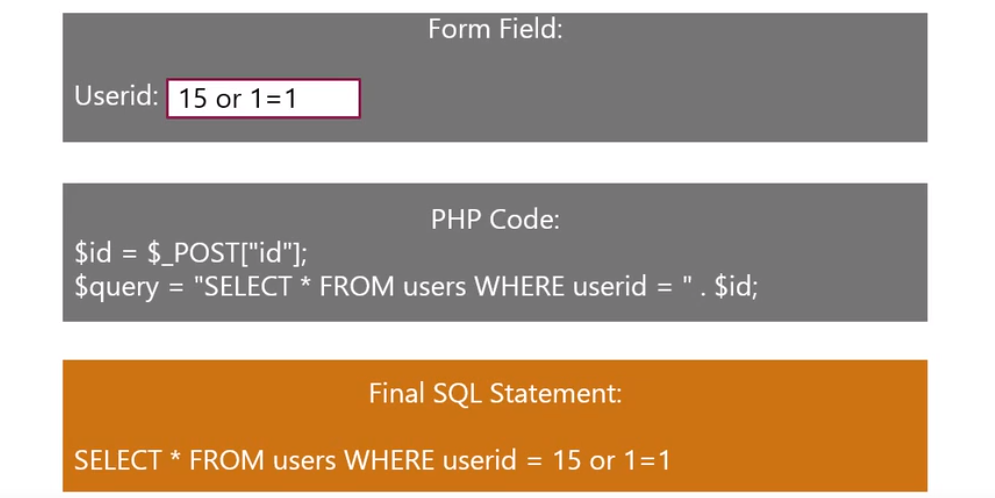 Form Field:
Userid: 15 or 1=1
PHP Code:
$id = $_POST["id"];
$query = "SELECT * FROM users WHERE userid = " . $id;
Final SQL Statement:
SELECT * FROM users WHERE userid = 15 or 1=1